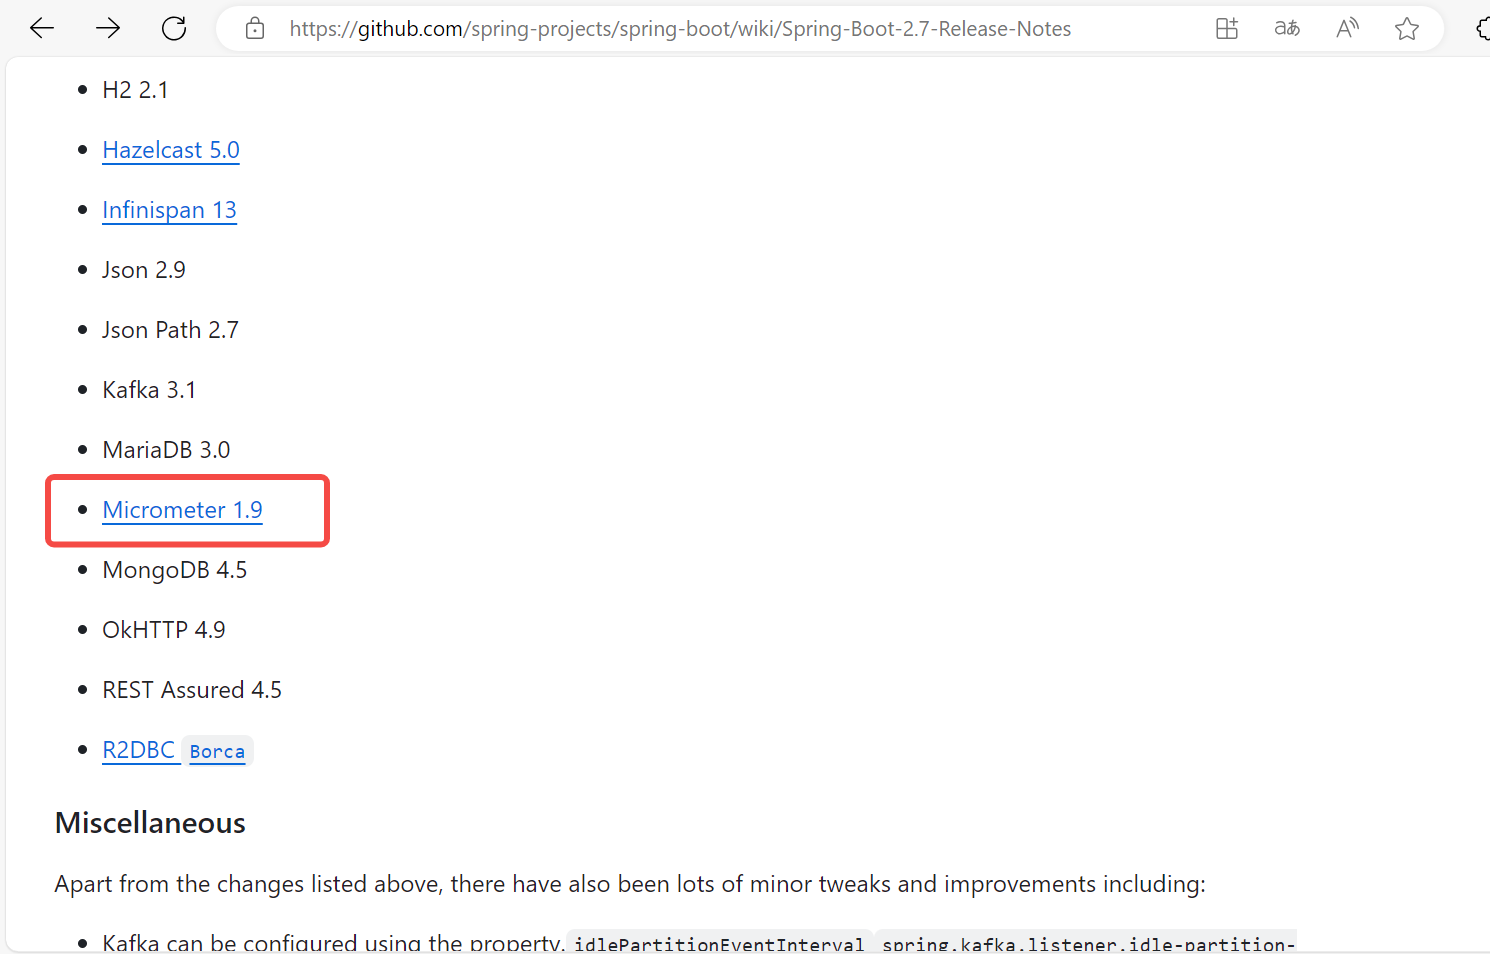 https://github.com/spring-projects/spring-boot/wiki/Spring-Boot-2.7-Release-Notes
H2 2.1
Hazelcast 5.0
Infinispan 13
Json 2.9
Json Path 2.7
Kafka 3.1
MariaDB 3.0
Micrometer 1.9
MongoDB 4.5
OkHTTP 4.9
REST Assured 4.5
R2DBC Borca
Miscellaneous
Apart from the changes listed above, there have also been lots of minor tweaks and improvements including:
Kafka can be configured using the property. idlePartitionEventInterval spring.kafka.listener.idle-partition-